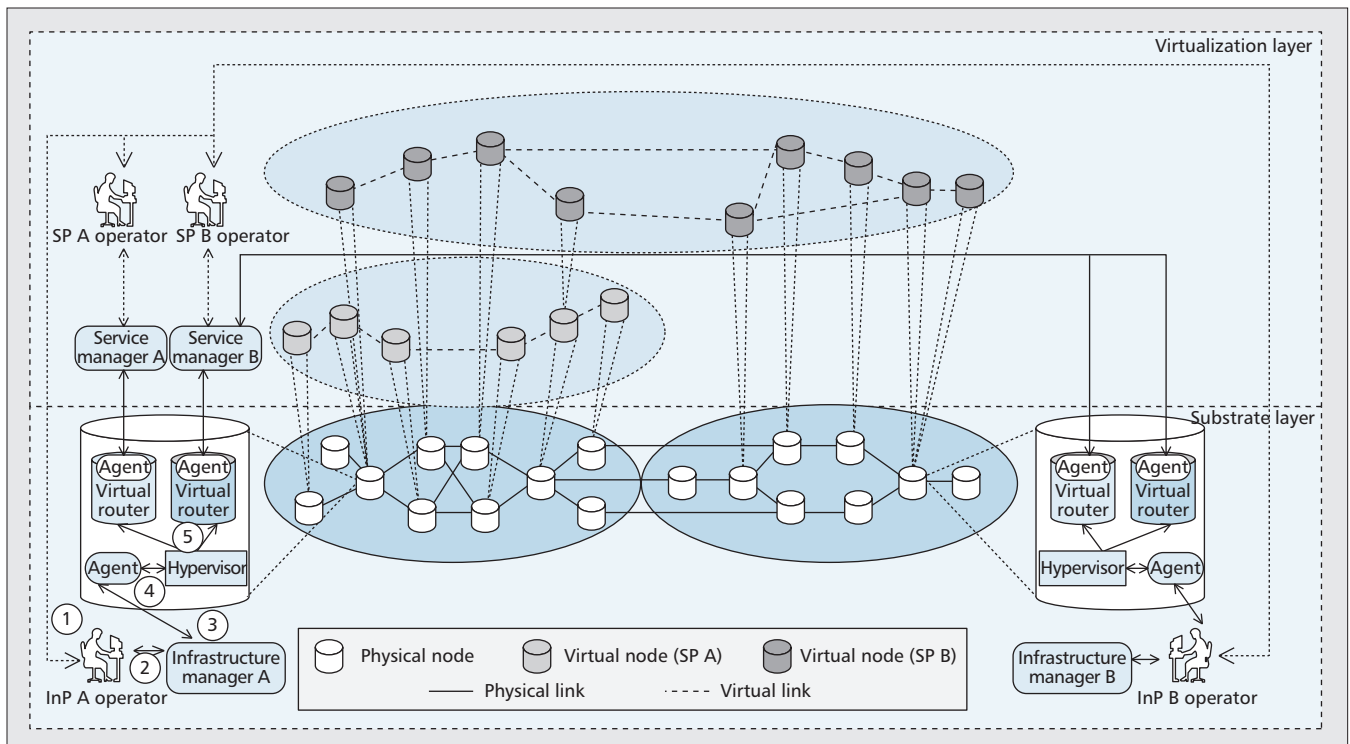 Virtualization layer
SP A operator
SP B operator
Service
manager A
Service
manager B
Substrate layer
Agent
Virtual
router
Agent
Virtual
router
5
Agent
Hypervisor
4
1
3
2
InP A operator
Infrastructure
manager A
Agent
Virtual
router
Agent
Virtual
router
Hypervisor
Agent
Infrastructure
manager B
InP B operator
Physical node
Virtual node (SP A)
Virtual node (SP B)
Physical link
Virtual link